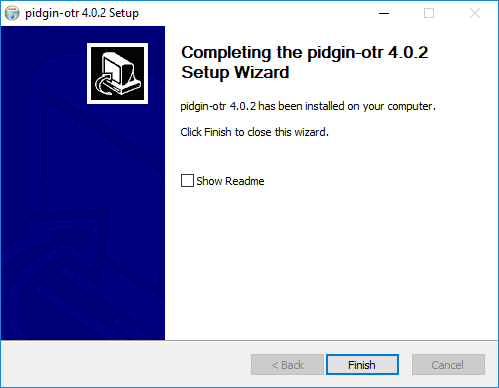 pidgin-otr 4.0.2 Setup
Completing the pidgin-otr 4.0.2
Setup Wizard
pidgin-otr 4.0.2 has been installed on your computer.
Click Finish to close this wizard.
Show Readme
< Back
Finish
Cancel